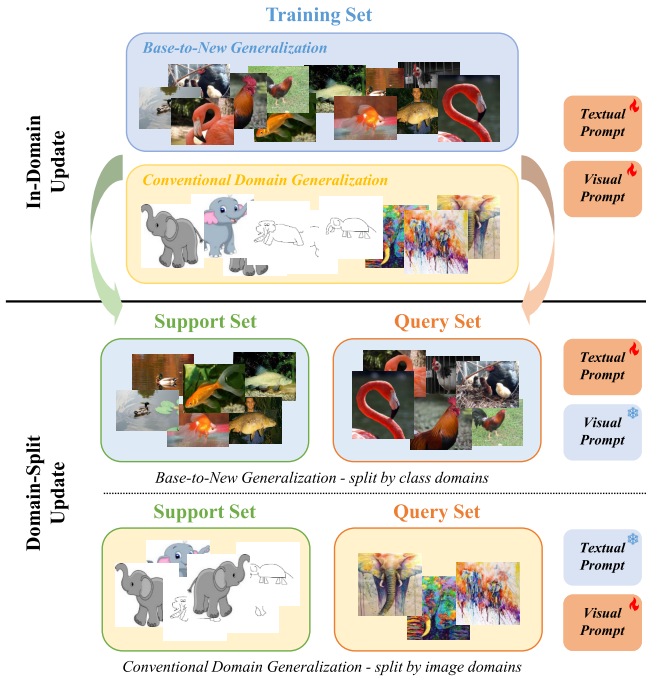 Training Set
Base-to-New Generalization
In-Domain
Update
Textual
Prompt
Visual
Prompt
Conventional Domain Generalization
Support Set
Query Set
Textual
Prompt
Visual
Prompt
Base-to-New Generalization - split by class domains
Domain-Split
Update
Support Set
Query Set
Textual
Prompt
Visual
Prompt
Conventional Domain Generalization - split by image domains